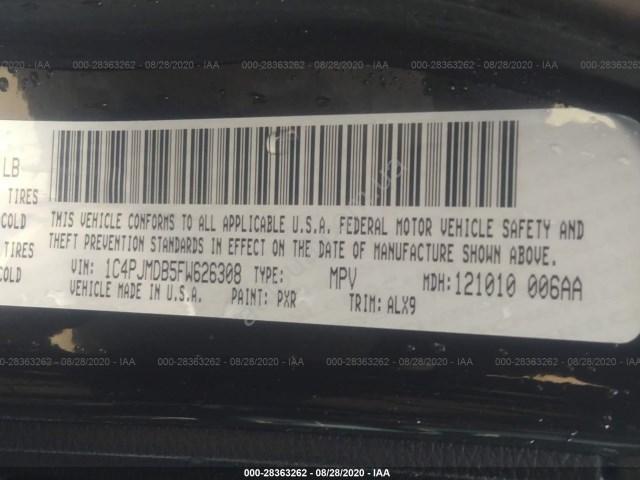 000-28363262 - 08/28/2020 - IAA
LB
TIRES
COLD
TIRES
COLD
THIS VEHICLE CONFORMS TO ALL APPLICABLE U.S.A. FEDERAL MOTOR VEHICLE SAFETY AND
THEFT PREVENTION STANDARDS IN EFFECT ON THE DATE OF MANUFACTURE SHOWN ABOVE.
VIN: 1C4PJMDB5FW626308 TYPE: MPV MDH:121010 006AA
VEHICLE MADE IN U.S.A. PAINT: PXR TRIM:ALX9
000-28363262 - 08/28/2020 - IAA
000-28363262 - 08/28/2020 - IAA